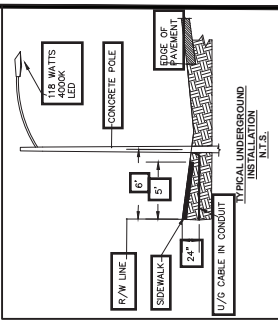 118 WATTS
4000K
LED
CONCRETE POLE
EDGE OF
PAVEMENT
R/W LINE
6"
5'
SIDEWALK
24"
U/G CABLE IN CONDUIT
TYPICAL UNDERGROUND
INSTALLATION
N.T.S.